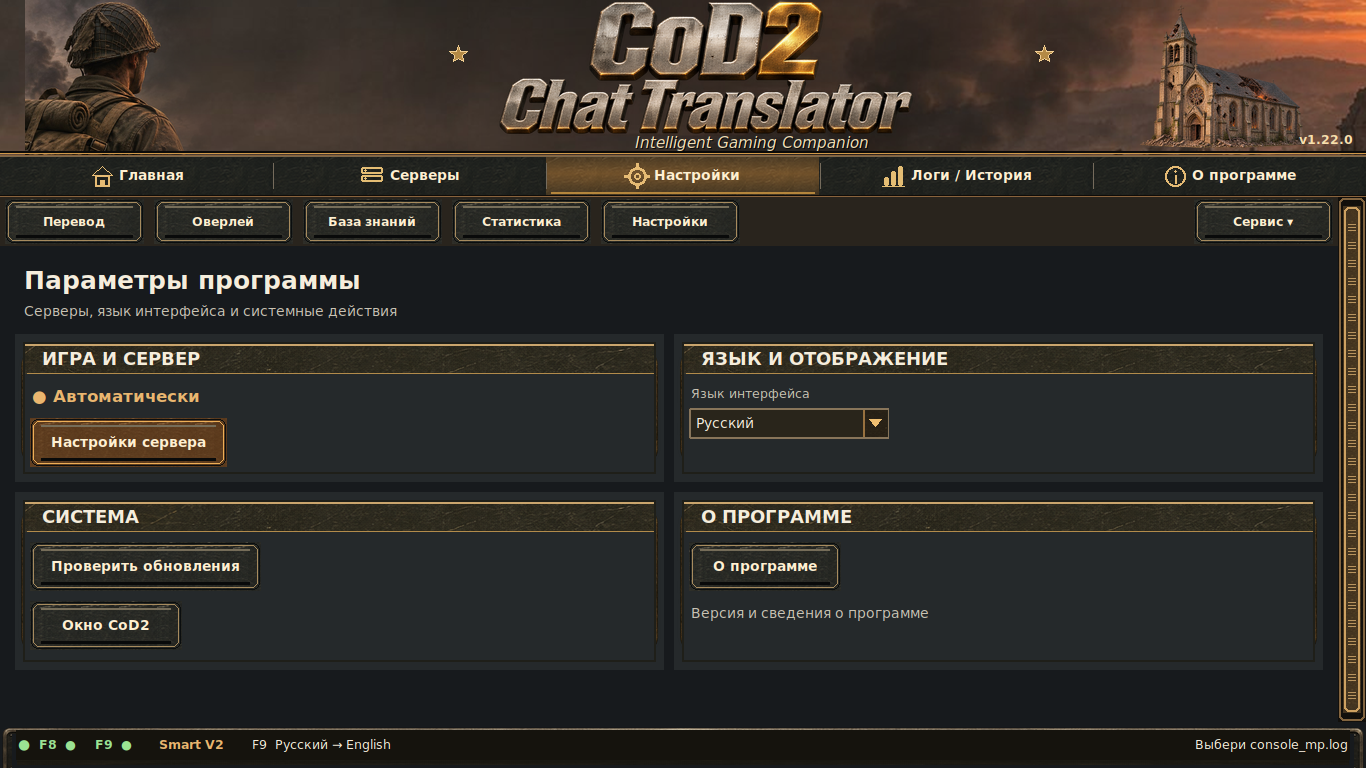 CoD2
Chat Translator
Intelligent Gaming Companion
v1.22.0
Главная Серверы Настройки Логи / История О программе
Перевод Оверлей База знаний Статистика Настройки Сервис ▾
Параметры программы
Серверы, язык интерфейса и системные действия
ИГРА И СЕРВЕР
Автоматически
Настройки сервера
ЯЗЫК И ОТОБРАЖЕНИЕ
Язык интерфейса
Русский
СИСТЕМА
Проверить обновления
Окно CoD2
О ПРОГРАММЕ
О программе
Версия и сведения о программе
● F8 ● F9 ● Smart V2 F9 Русский → English Выбери console_mp.log